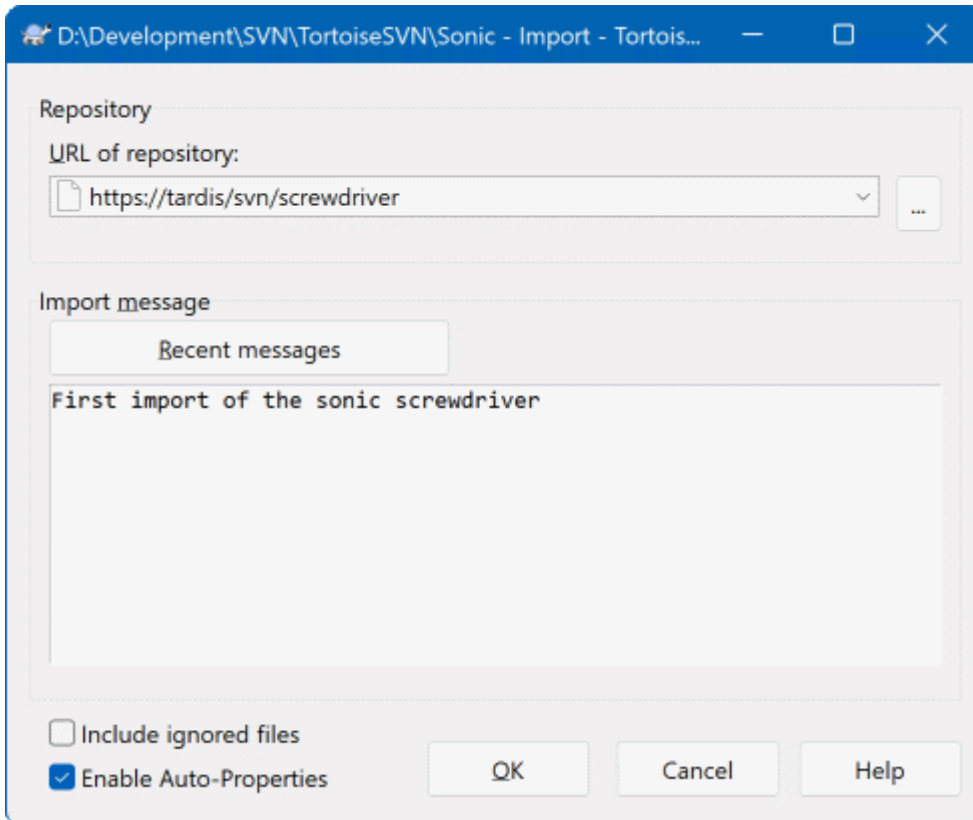 D:\Development\SVN\TortoiseSVN\Sonic - Import - Tortois...
Repository
URL of repository:
https://tardis/svn/screwdriver
...
Import message
Recent messages
First import of the sonic screwdriver
Include ignored files
Enable Auto-Properties
OK
Cancel
Help